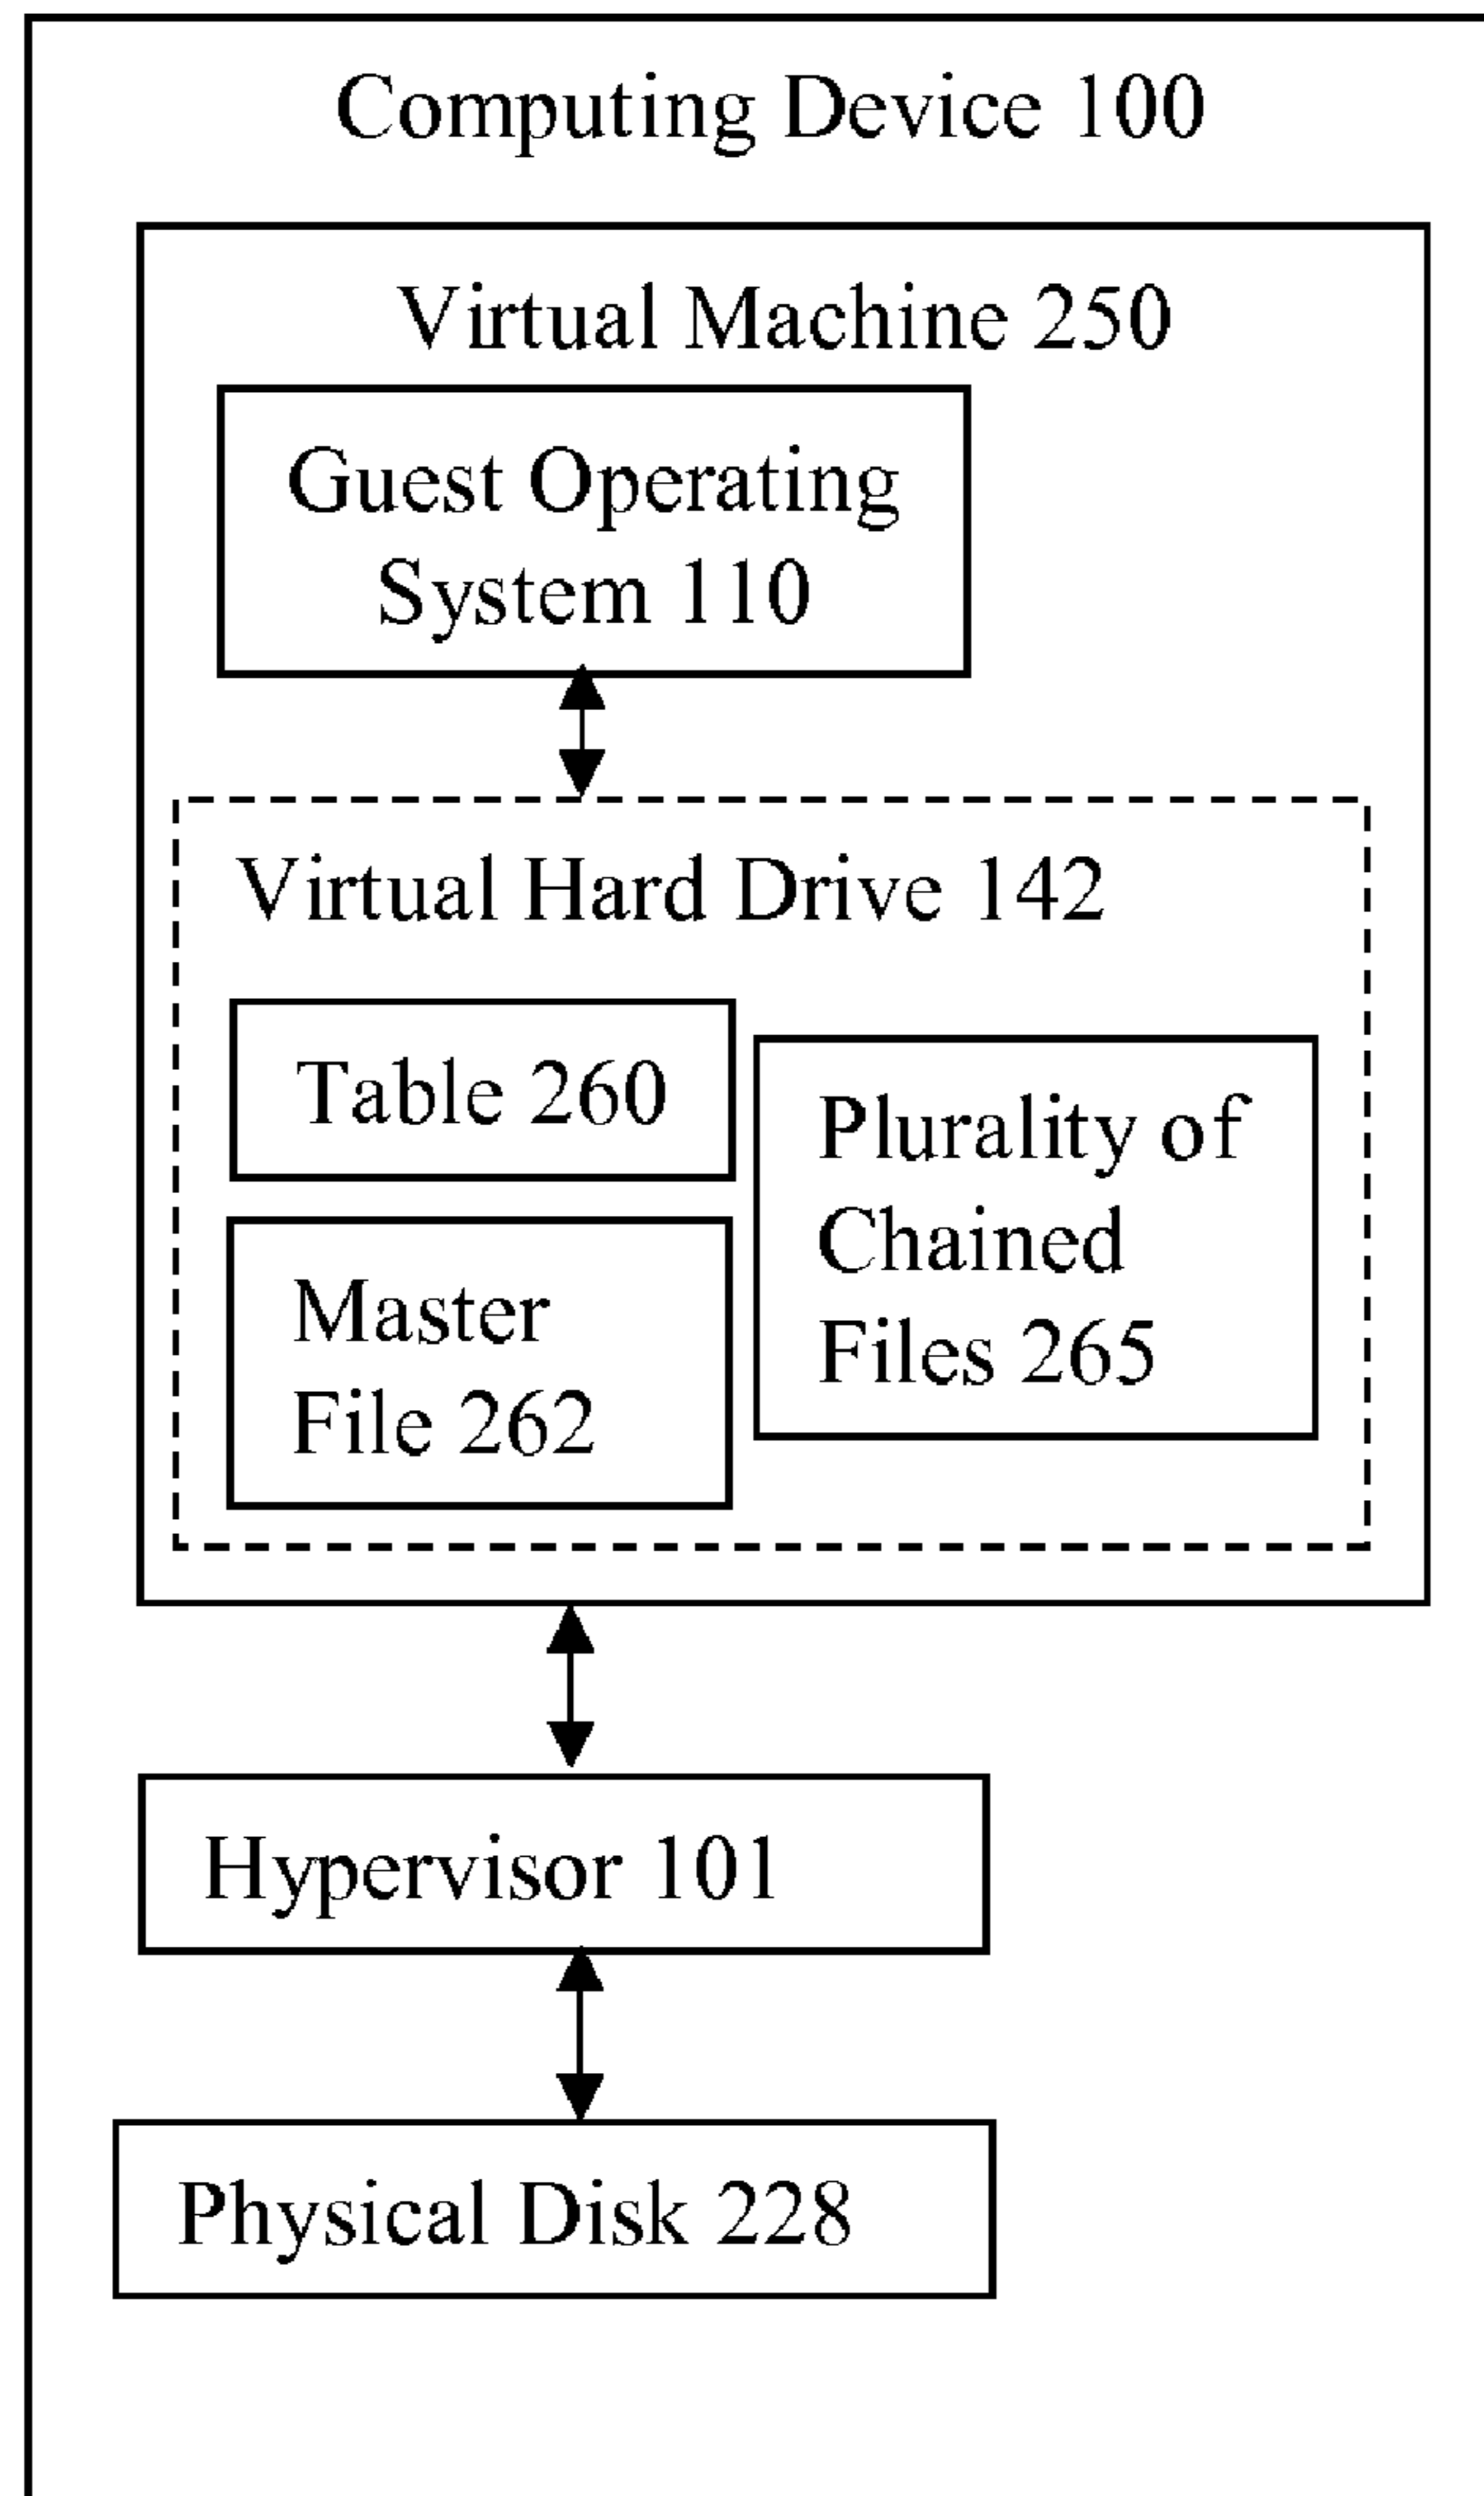 Computing Device 100
Virtual Machine 250
Guest Operating
System 110
Virtual Hard Drive 142
Table 260
Plurality of
Chained
Files 265
Master
File 262
Hypervisor 101
Physical Disk 228